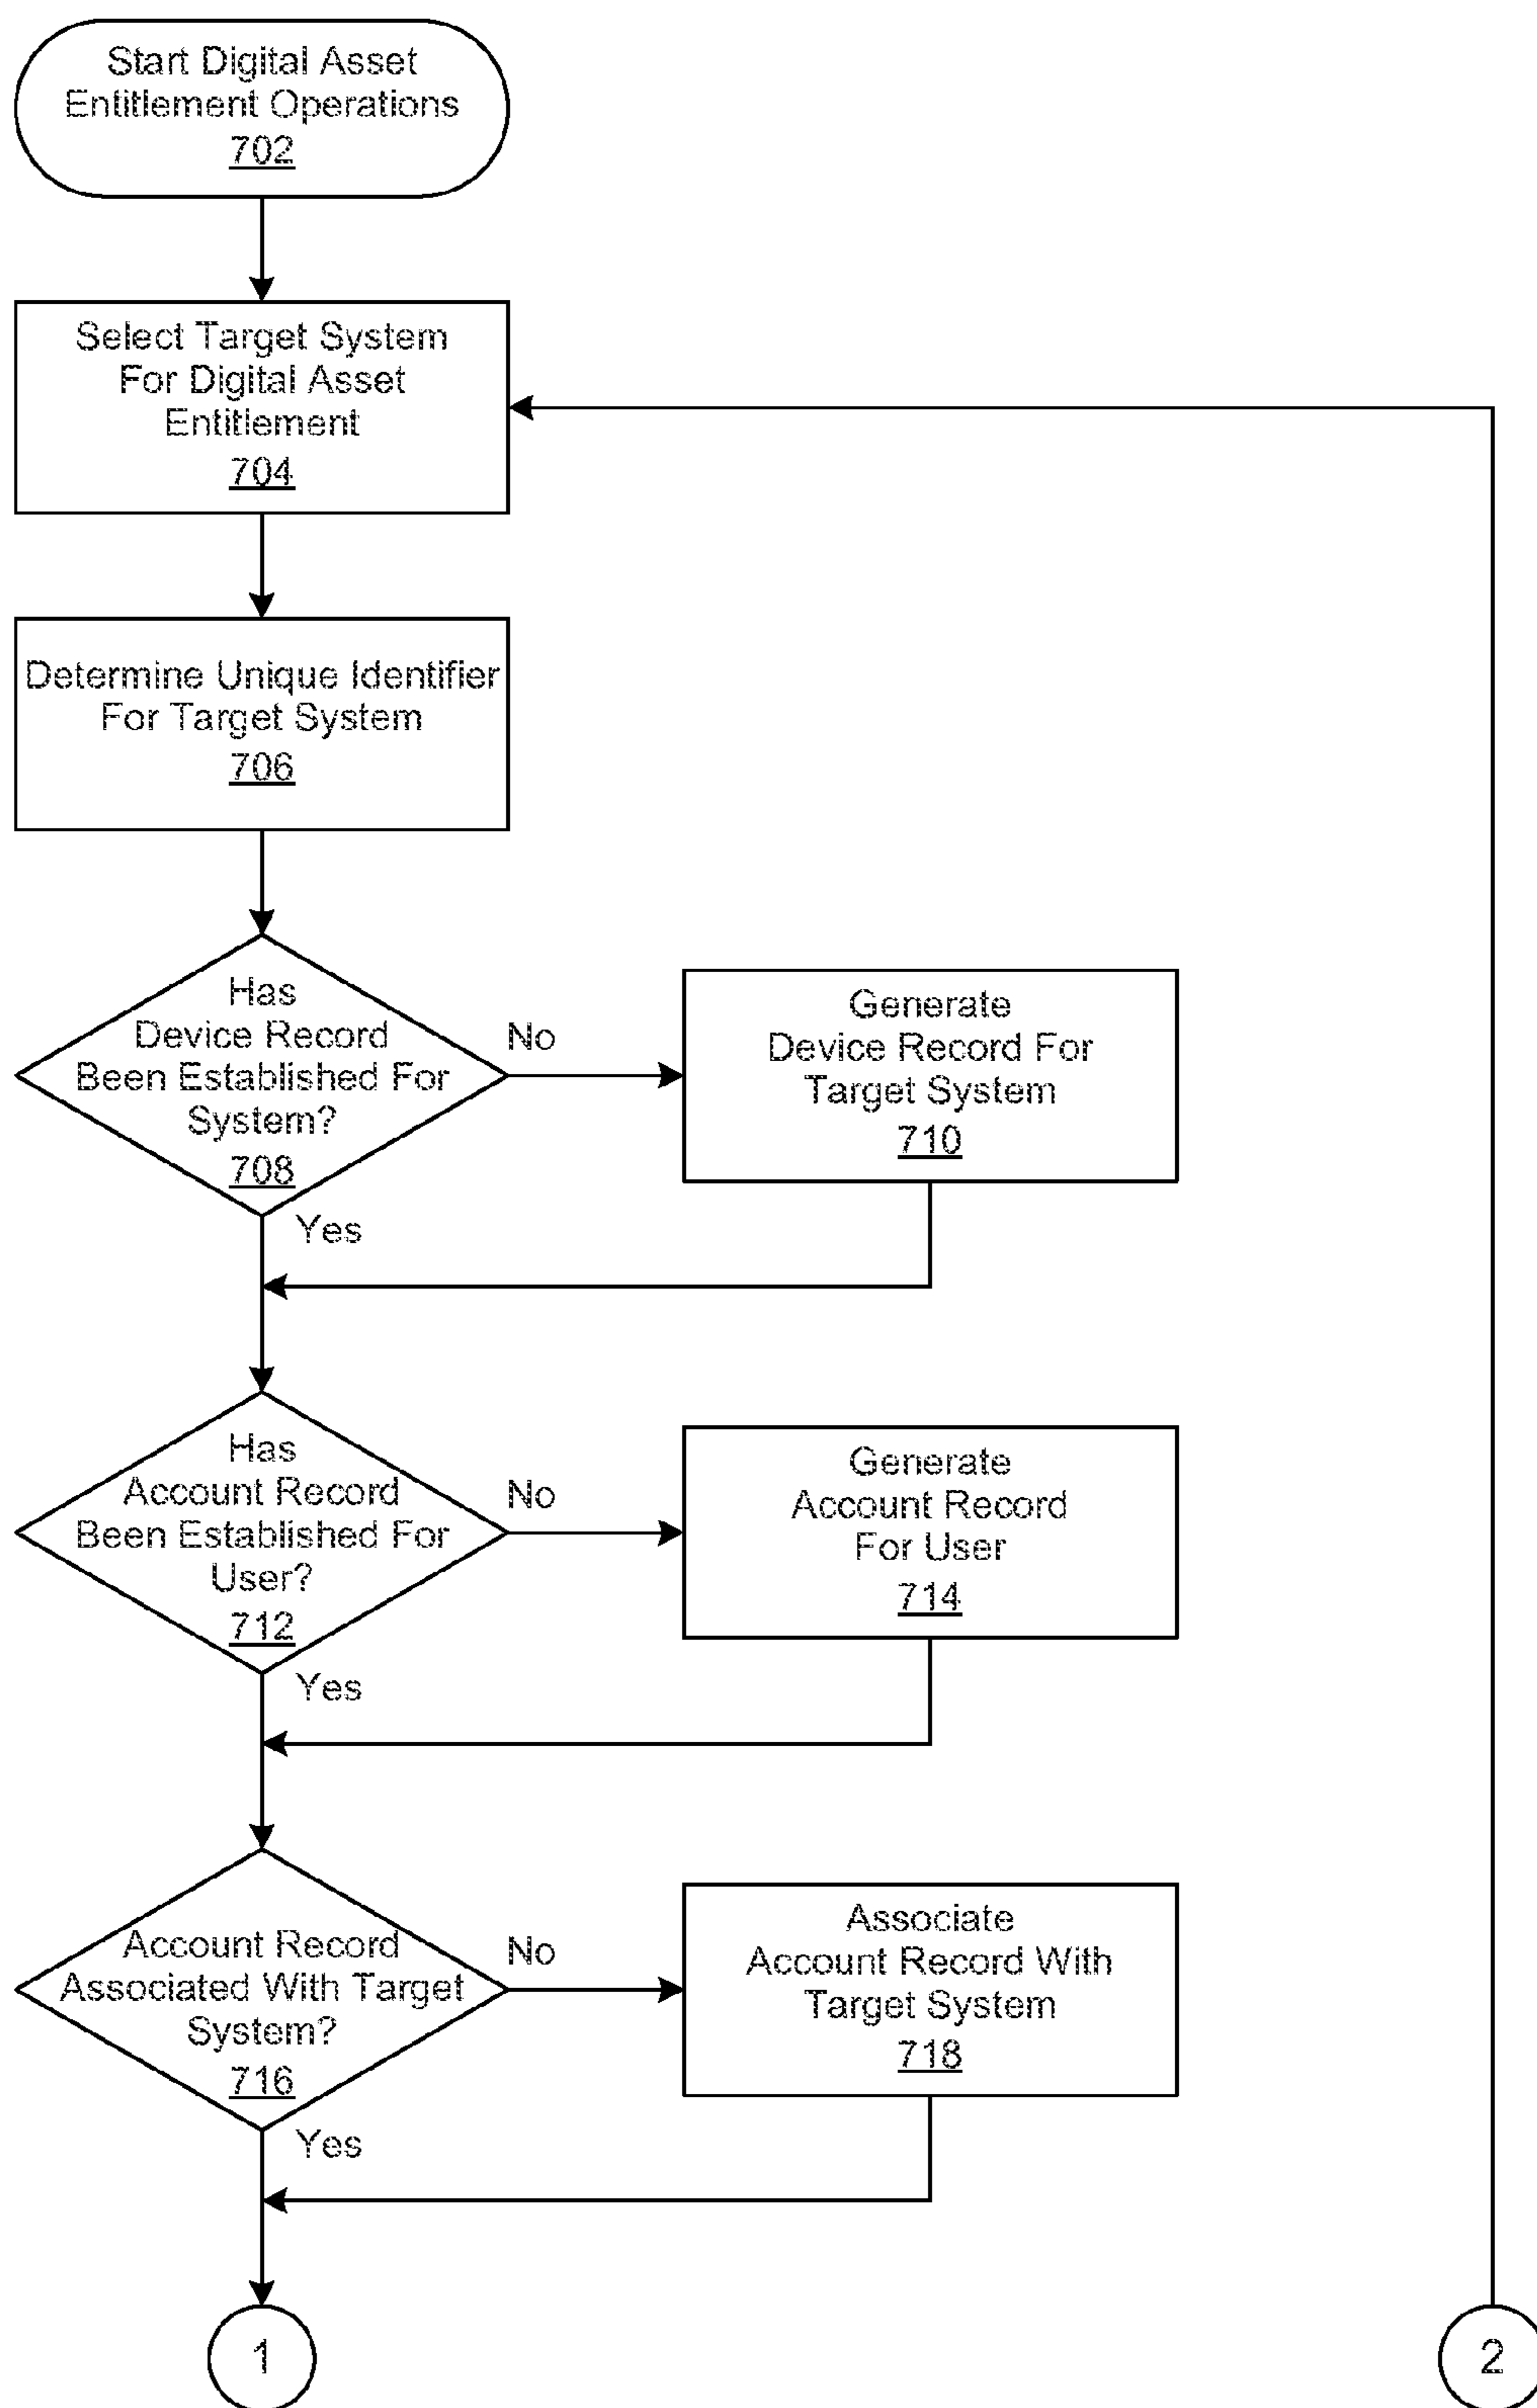 Start Digital Asset
Entitlement Operations
702
Select Target System
For Digital Asset
Entitlement
704
Determine Unique Identifier
For Target System
706
Has
Device Record
Been Established For
System?
708
No
Yes
Generate
Device Record For
Target System
710
Has
Account Record
Been Established For
User?
712
No
Yes
Generate
Account Record
For User
714
Account Record
Associated With Target
System?
716
No
Yes
Associate
Account Record With
Target System
718
1
2